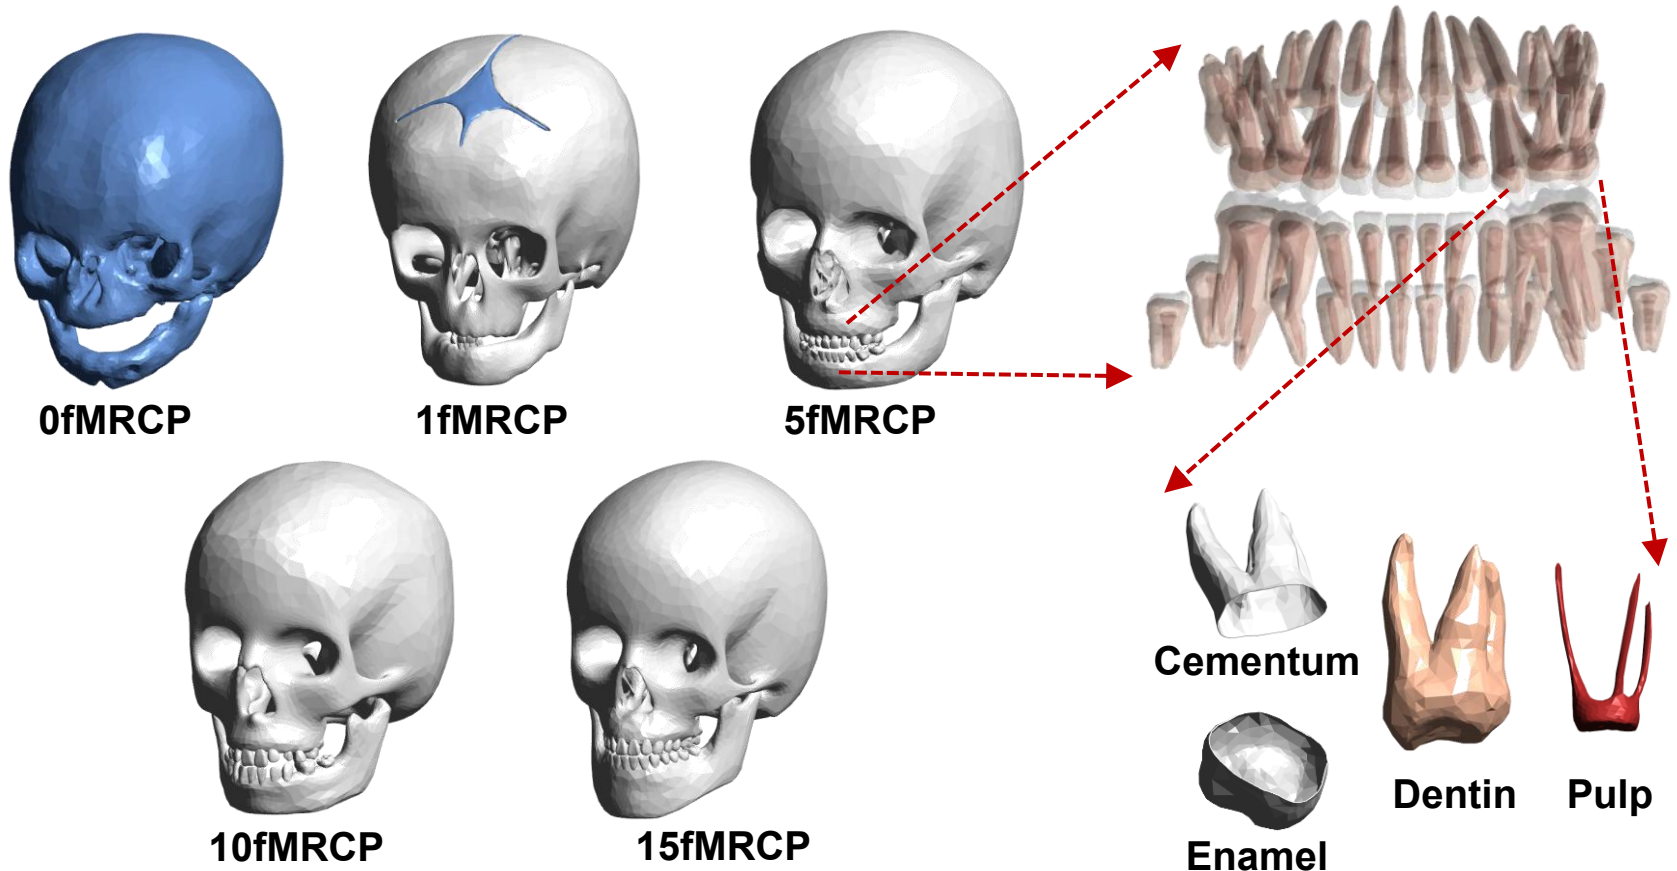 0fMRCP
1fMRCP
5fMRCP
10fMRCP
15fMRCP
Cementum
Enamel
Dentin
Pulp